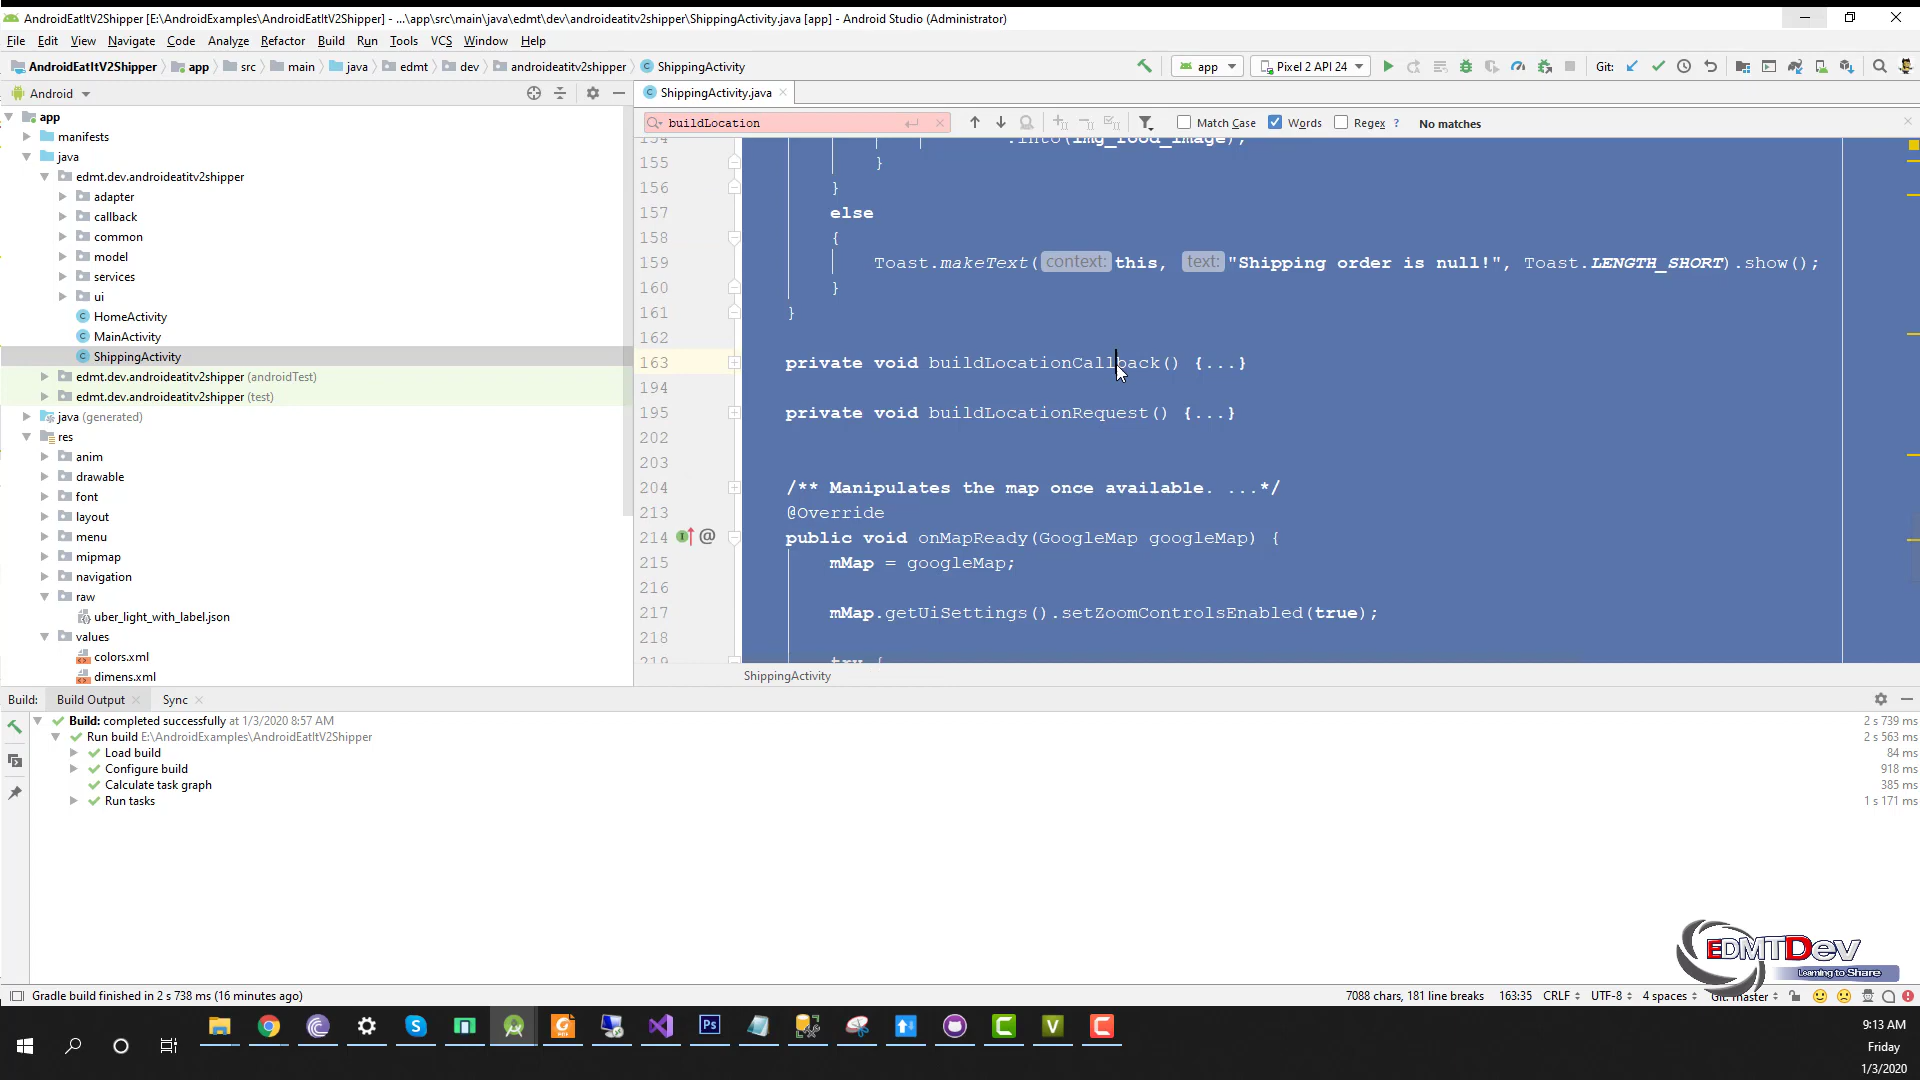 AndroidEatItV2Shipper [E:\AndroidExamples\AndroidEatItV2Shipper] - ...\app\src\main\java\edmt\dev\androideatitv2shipper\ShippingActivity.java [app] - Android Studio (Administrator)
File Edit View Navigate Code Analyze Refactor Build Run Tools VCS Window Help
AndroidEatItV2Shipper app src main java edmt dev androideatitv2shipper ShippingActivity app Pixel 2 API 24 Git:
Android ShippingActivity.java
buildLocation Match Case Words Regex ? No matches
app
manifests
java
edmt.dev.androideatitv2shipper
adapter
callback
common
model
services
ui
HomeActivity
MainActivity
ShippingActivity
edmt.dev.androideatitv2shipper (androidTest)
edmt.dev.androideatitv2shipper (test)
java (generated)
res
anim
drawable
font
layout
menu
mipmap
navigation
raw
uber_light_with_label.json
values
colors.xml
dimens.xml
154 .into(img_food_image);
155 }
156 }
157 else
158 {
159 Toast.makeText( context: this, text: "Shipping order is null!", Toast.LENGTH_SHORT).show();
160 }
161 }
162
163 private void buildLocationCallback() {...}
194
195 private void buildLocationRequest() {...}
202
203
204 /** Manipulates the map once available. ...*/
213 @Override
214 @ public void onMapReady(GoogleMap googleMap) {
215 mMap = googleMap;
216
217 mMap.getUiSettings().setZoomControlsEnabled(true);
218
219 try {
ShippingActivity
Build: Build Output Sync
Build: completed successfully at 1/3/2020 8:57 AM 2 s 739 ms
Run build E:\AndroidExamples\AndroidEatItV2Shipper 2 s 563 ms
Load build 84 ms
Configure build 918 ms
Calculate task graph 385 ms
Run tasks 1 s 171 ms
EDMTDev
Learning to Share
Gradle build finished in 2 s 738 ms (16 minutes ago) 7088 chars, 181 line breaks 163:35 CRLF UTF-8 4 spaces Git: master
9:13 AM
Friday
1/3/2020